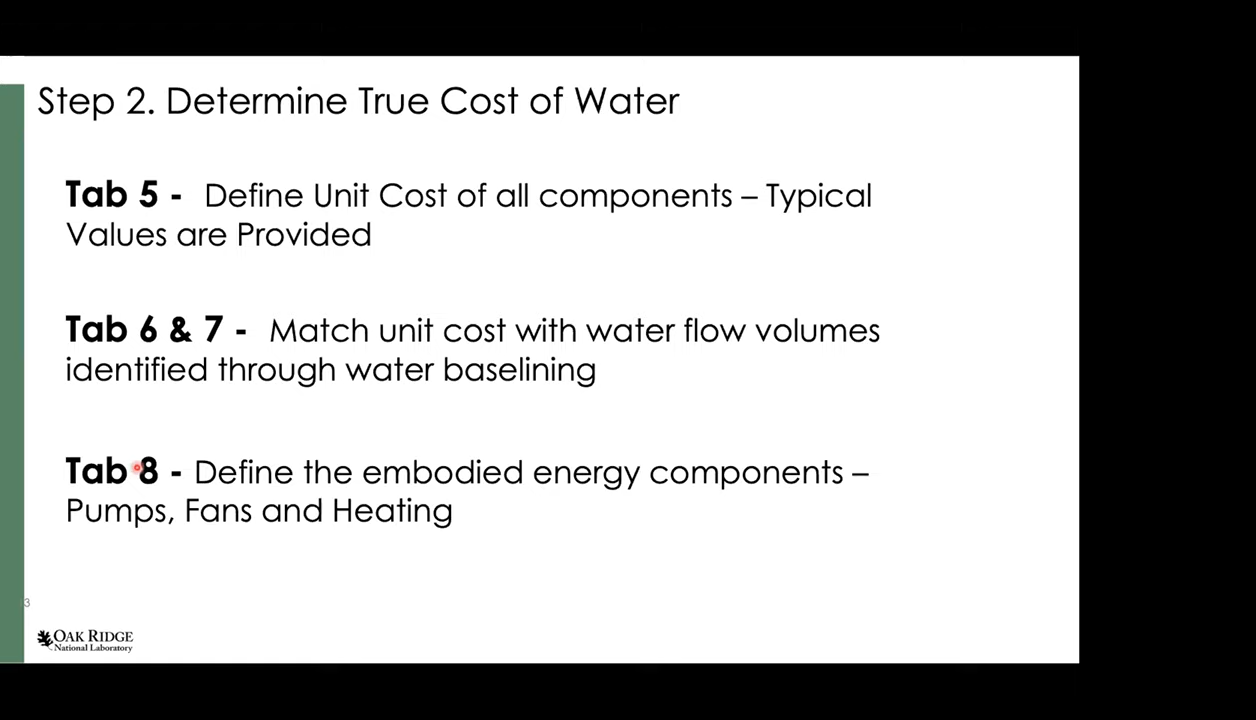 Step 2. Determine True Cost of Water
Tab 5 - Define Unit Cost of all components – Typical
Values are Provided
Tab 6 & 7 - Match unit cost with water flow volumes
identified through water baselining
Tab 8 - Define the embodied energy components –
Pumps, Fans and Heating
3
OAK RIDGE
National Laboratory